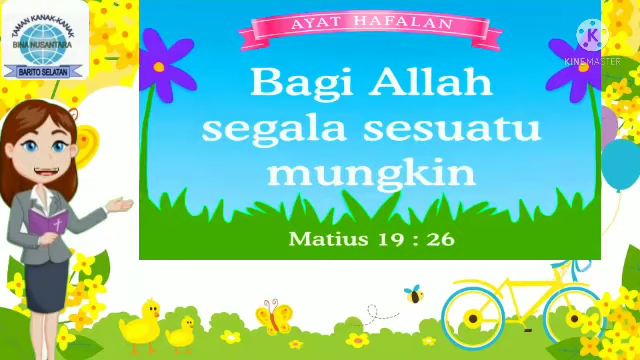 TAMAN KANAK-KANAK
BINA NUSANTARA
BARITO SELATAN
AYAT HAFALAN
KINEMASTER
Bagi Allah
segala sesuatu
mungkin
Matius 19 : 26